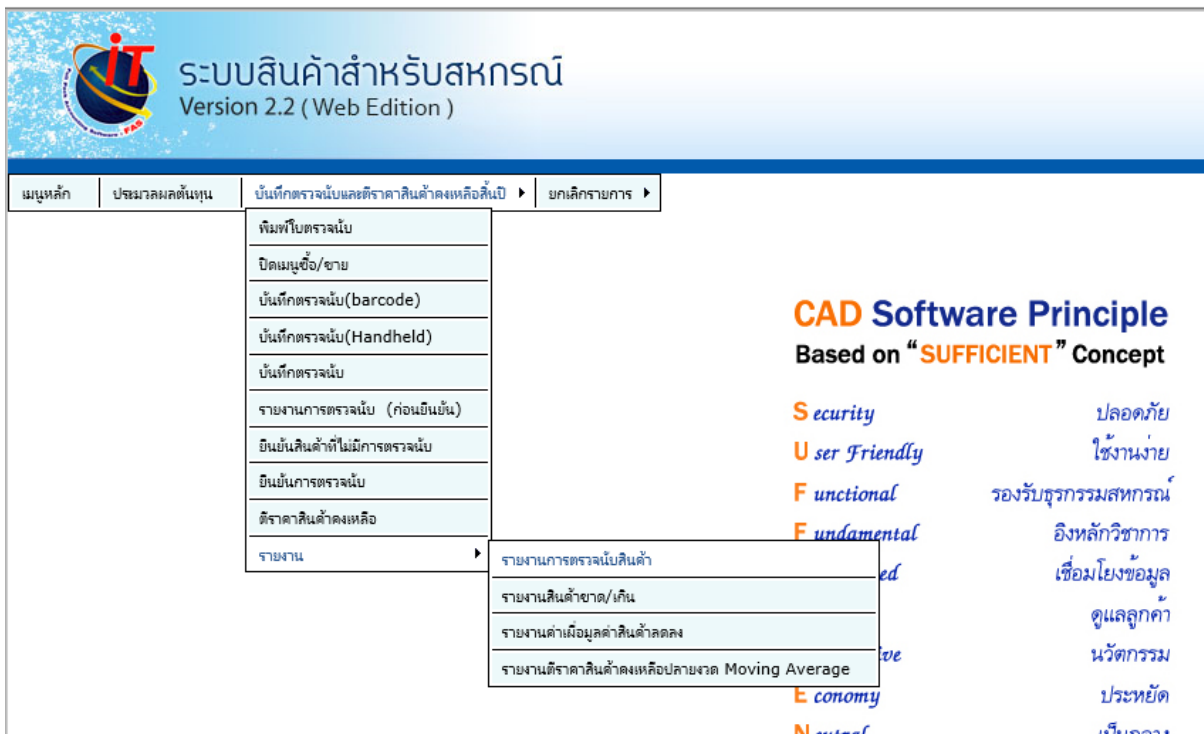 iT
ระบบสินค้าสำหรับสหกรณ์
Version 2.2 ( Web Edition )
เมนูหลัก ประมวลผลต้นทุน บันทึกตรวจนับและตีราคาสินค้าคงเหลือสิ้นปี ยกเลิกรายการ
พิมพ์ใบตรวจนับ
ปิดเมนูซื้อ/ขาย
บันทึกตรวจนับ(barcode)
บันทึกตรวจนับ(Handheld)
บันทึกตรวจนับ
รายงานการตรวจนับ (ก่อนยืนยัน)
ยืนยันสินค้าที่ไม่มีการตรวจนับ
ยืนยันการตรวจนับ
ตีราคาสินค้าคงเหลือ
รายงาน
รายงานการตรวจนับสินค้า
รายงานสินค้าขาด/เกิน
รายงานค่าเผื่อมูลค่าสินค้าลดลง
รายงานตีราคาสินค้าคงเหลือปลายงวด Moving Average
CAD Software Principle
Based on "SUFFICIENT" Concept
Security ปลอดภัย
User Friendly ใช้งานง่าย
Functional รองรับธุรกรรมสหกรณ์
Fundamental อิงหลักวิชาการ
ed เชื่อมโยงข้อมูล
ดูแลลูกค้า
ive นวัตกรรม
Economy ประหยัด